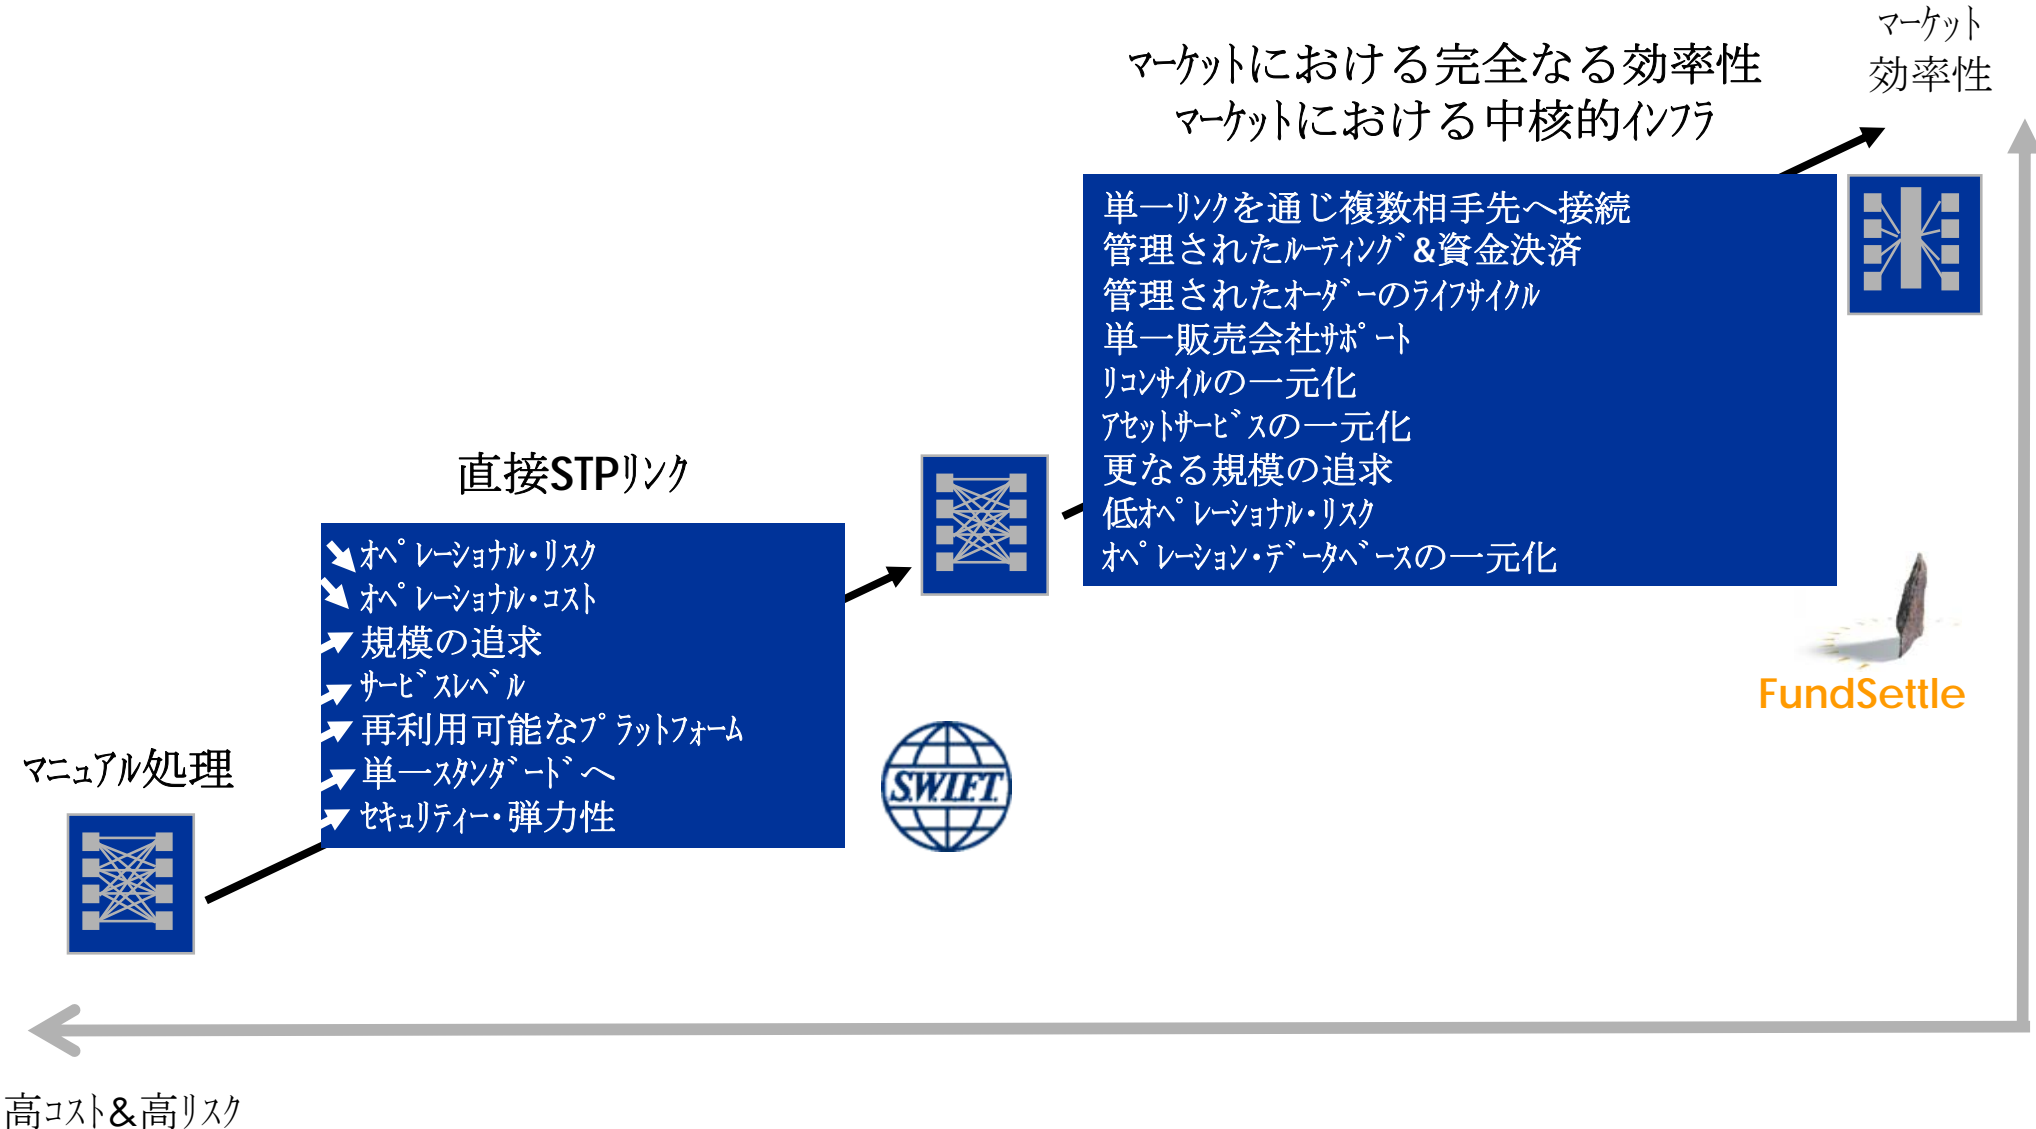 マーケット
効率性
マーケットにおける完全なる効率性
マーケットにおける中核的インフラ
単一リンクを通じ複数相手先へ接続
管理されたルーティング&資金決済
管理されたオーダーのライフサイクル
単一販売会社サポート
リコンサイルの一元化
アセットサービスの一元化
更なる規模の追求
低オペレーショナル・リスク
オペレーション・データベースの一元化
FundSettle
直接STPリンク
オペレーショナル・リスク
オペレーショナル・コスト
規模の追求
サービスレベル
再利用可能なプラットフォーム
単一スタンダードへ
セキュリティー・弾力性
S.W.I.F.T.
マニュアル処理
高コスト&高リスク